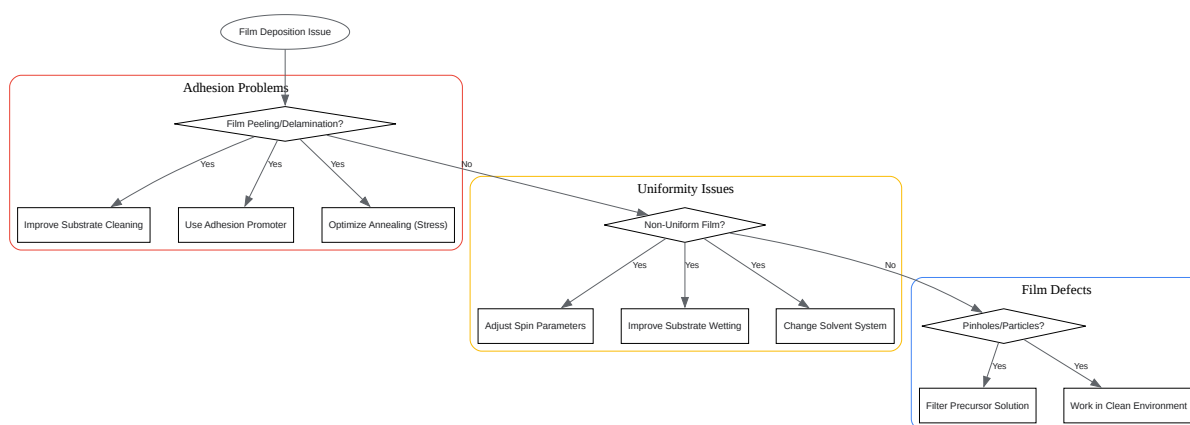 Film Deposition Issue
Adhesion Problems
Film Peeling/Delamination?
Yes
Yes
Yes
No
Improve Substrate Cleaning
Use Adhesion Promoter
Optimize Annealing (Stress)
Uniformity Issues
Non-Uniform Film?
Yes
Yes
Yes
No
Adjust Spin Parameters
Improve Substrate Wetting
Change Solvent System
Film Defects
Pinholes/Particles?
Yes
Yes
Filter Precursor Solution
Work in Clean Environment